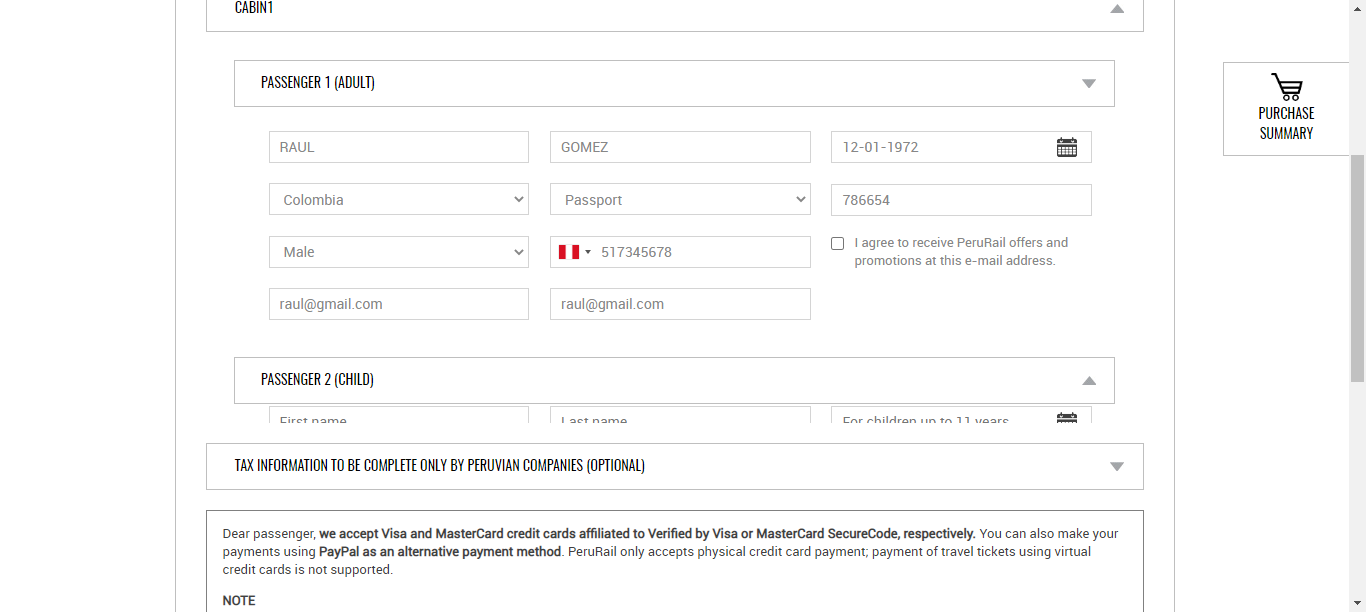 CABIN1
PASSENGER 1 (ADULT)
PURCHASE
SUMMARY
RAUL
GOMEZ
12-01-1972
Colombia
Passport
786654
Male
517345678
I agree to receive PeruRail offers and
promotions at this e-mail address.
raul@gmail.com
raul@gmail.com
PASSENGER 2 (CHILD)
First name
Last name
For children up to 11 years
TAX INFORMATION TO BE COMPLETE ONLY BY PERUVIAN COMPANIES (OPTIONAL)
Dear passenger, we accept Visa and MasterCard credit cards affiliated to Verified by Visa or MasterCard SecureCode, respectively. You can also make your
payments using PayPal as an alternative payment method. PeruRail only accepts physical credit card payment; payment of travel tickets using virtual
credit cards is not supported.
NOTE